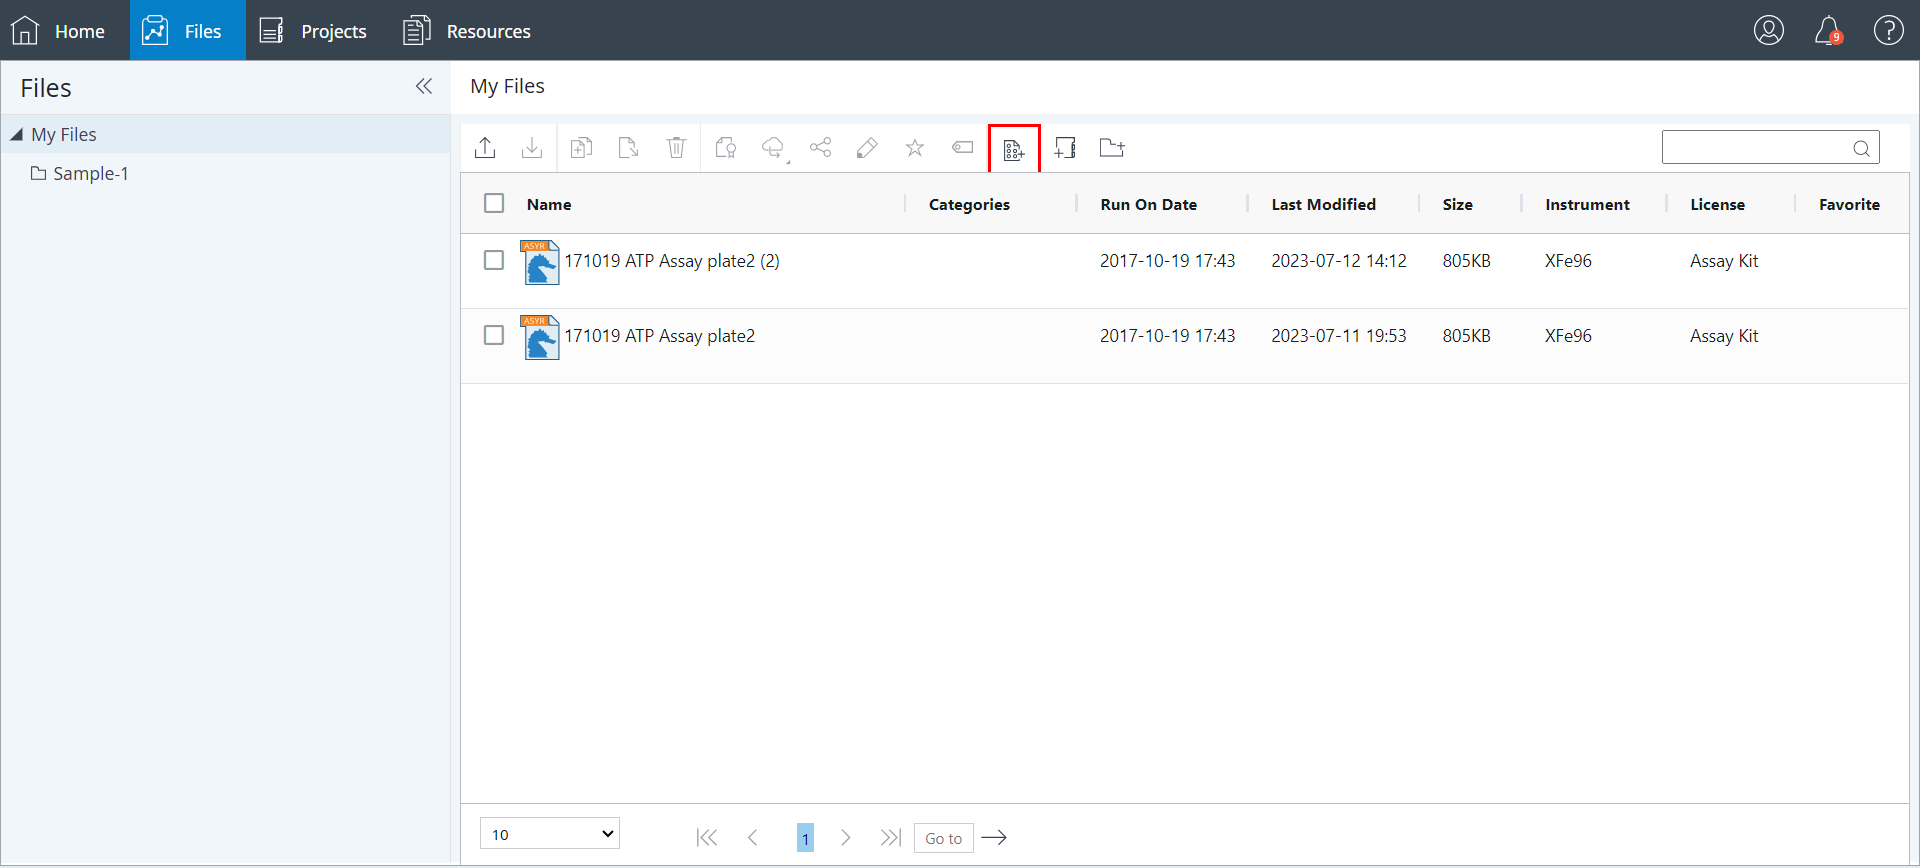 Home Files Projects Resources 9 ?
Files
My Files
My Files
Sample-1
Name Categories Run On Date Last Modified Size Instrument License Favorite
ASYR 171019 ATP Assay plate2 (2) 2017-10-19 17:43 2023-07-12 14:12 805KB XFe96 Assay Kit
ASYR 171019 ATP Assay plate2 2017-10-19 17:43 2023-07-11 19:53 805KB XFe96 Assay Kit
10 1 Go to